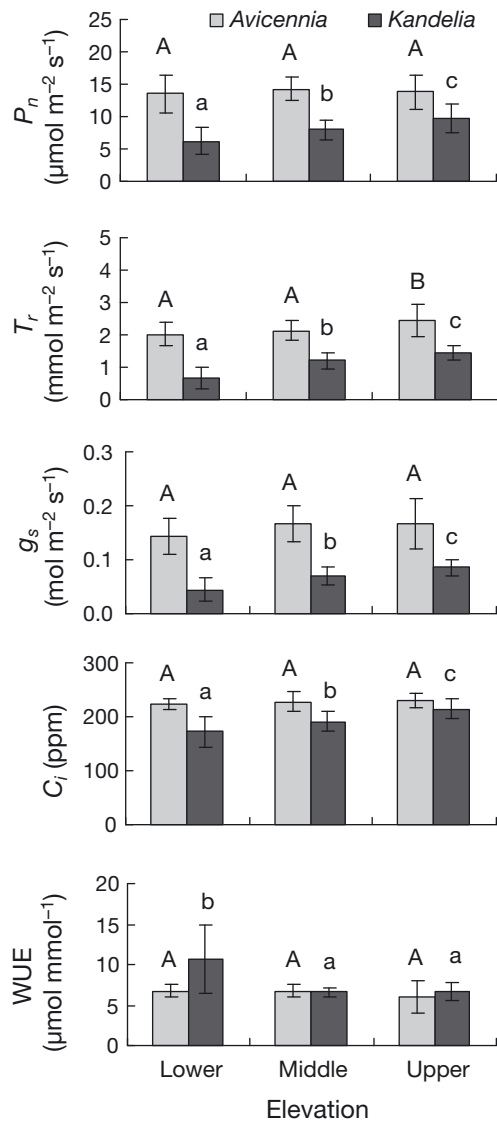 Avicennia Kandelia
25
20
15
10
5
0
Pn
(µmol m–2 s–1)
A a A b A c
5
4
3
2
1
0
Tr
(mmol m–2 s–1)
A a A b B c
0.3
0.2
0.1
0.0
gs
(mol m–2 s–1)
A a A b A c
300
200
100
0
Ci (ppm)
A a A b A c
20
15
10
5
0
WUE
(µmol mmol–1)
A b A a A a
Lower Middle Upper
Elevation